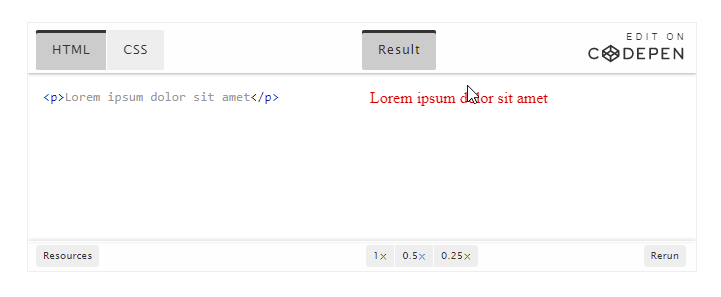 HTML CSS Result EDIT ON
CODEPEN
<p>Lorem ipsum dolor sit amet</p> Lorem ipsum dolor sit amet
Resources 1× 0.5× 0.25× Rerun